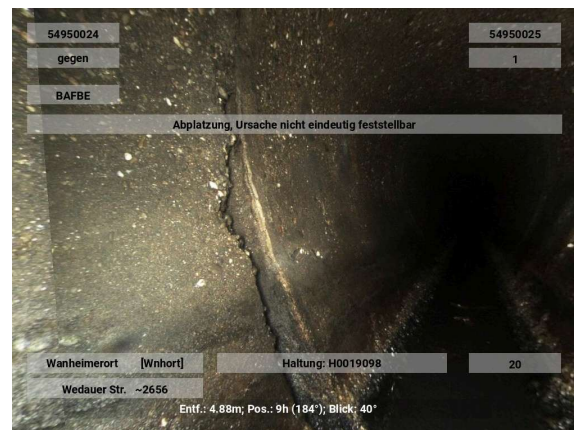 54950024 54950025
gegen 1
BAFBE
Abplatzung, Ursache nicht eindeutig feststellbar
Wanheimerort [Wnhort] Haltung: H0019098 20
Wedauer Str. ~2656
Entf.: 4.88m; Pos.: 9h (184°); Blick: 40°